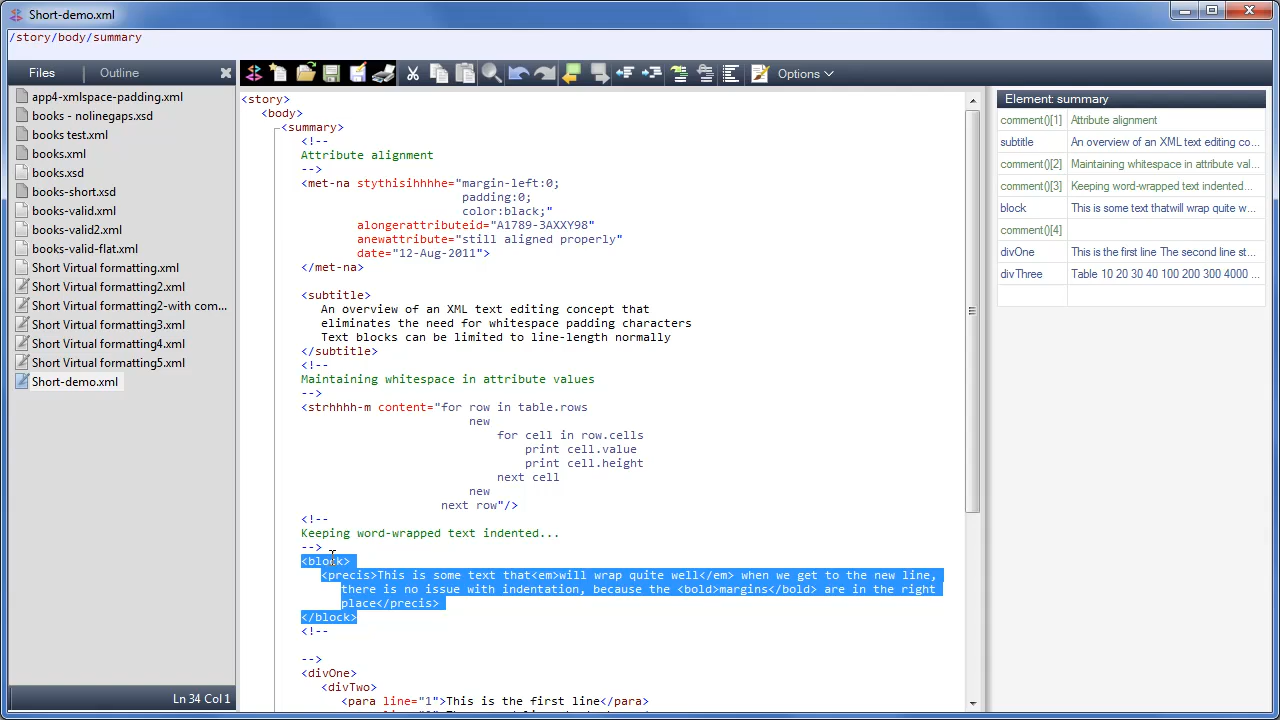 Short-demo.xml
/story/body/summary
Files
Outline
Options
app4-xmlspace-padding.xml
books - nolinegaps.xsd
books test.xml
books.xml
books.xsd
books-short.xsd
books-valid.xml
books-valid2.xml
books-valid-flat.xml
Short Virtual formatting.xml
Short Virtual formatting2.xml
Short Virtual formatting2-with com...
Short Virtual formatting3.xml
Short Virtual formatting4.xml
Short Virtual formatting5.xml
Short-demo.xml
Ln 34 Col 1
<story>
<body>
<summary>
<!--
Attribute alignment
-->
<met-na stythisihhhhe="margin-left:0;
padding:0;
color:black;"
alongerattributeid="A1789-3AXXY98"
anewattribute="still aligned properly"
date="12-Aug-2011">
</met-na>
<subtitle>
An overview of an XML text editing concept that
eliminates the need for whitespace padding characters
Text blocks can be limited to line-length normally
</subtitle>
<!--
Maintaining whitespace in attribute values
-->
<strhhhh-m content="for row in table.rows
new
for cell in row.cells
print cell.value
print cell.height
next cell
new
next row"/>
<!--
Keeping word-wrapped text indented...
-->
<block>
<precis>This is some text that<em>will wrap quite well</em> when we get to the new line,
there is no issue with indentation, because the <bold>margins</bold> are in the right
place</precis>
</block>
<!--
-->
<divOne>
<divTwo>
<para line="1">This is the first line</para>
Element: summary
comment()[1] Attribute alignment
subtitle An overview of an XML text editing co...
comment()[2] Maintaining whitespace in attribute val...
comment()[3] Keeping word-wrapped text indented...
block This is some text thatwill wrap quite w...
comment()[4]
divOne This is the first line The second line st...
divThree Table 10 20 30 40 100 200 300 4000 ...